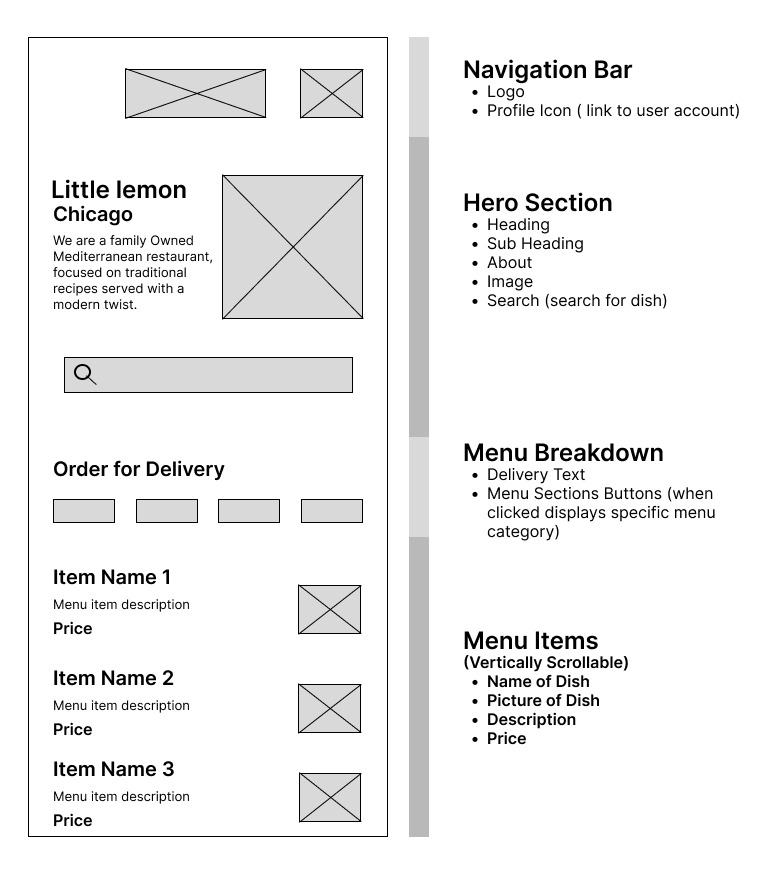 Little lemon
Chicago
We are a family Owned
Mediterranean restaurant,
focused on traditional
recipes served with a
modern twist.
Order for Delivery
Item Name 1
Menu item description
Price
Item Name 2
Menu item description
Price
Item Name 3
Menu item description
Price
Navigation Bar
• Logo
• Profile Icon ( link to user account)
Hero Section
• Heading
• Sub Heading
• About
• Image
• Search (search for dish)
Menu Breakdown
• Delivery Text
• Menu Sections Buttons (when
clicked displays specific menu
category)
Menu Items
(Vertically Scrollable)
• Name of Dish
• Picture of Dish
• Description
• Price